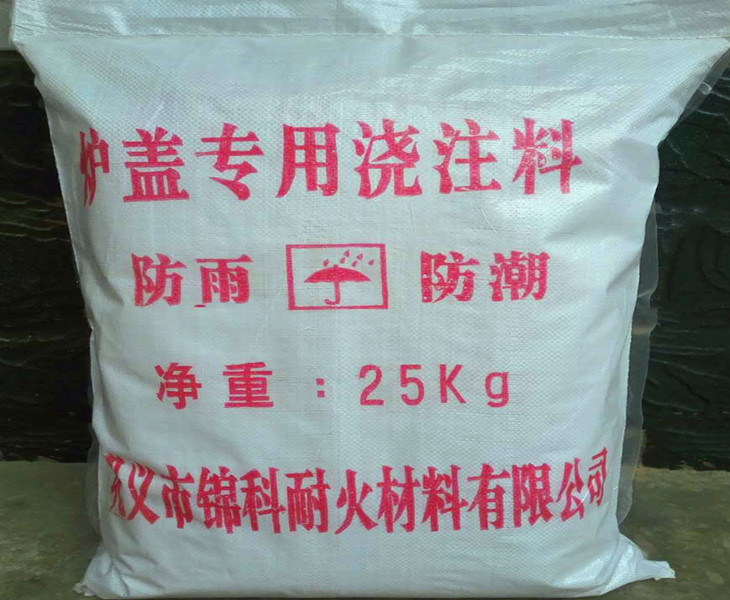 炉盖专用浇注料
防雨 防潮
净重：25Kg
巩义市锦科耐火材料有限公司